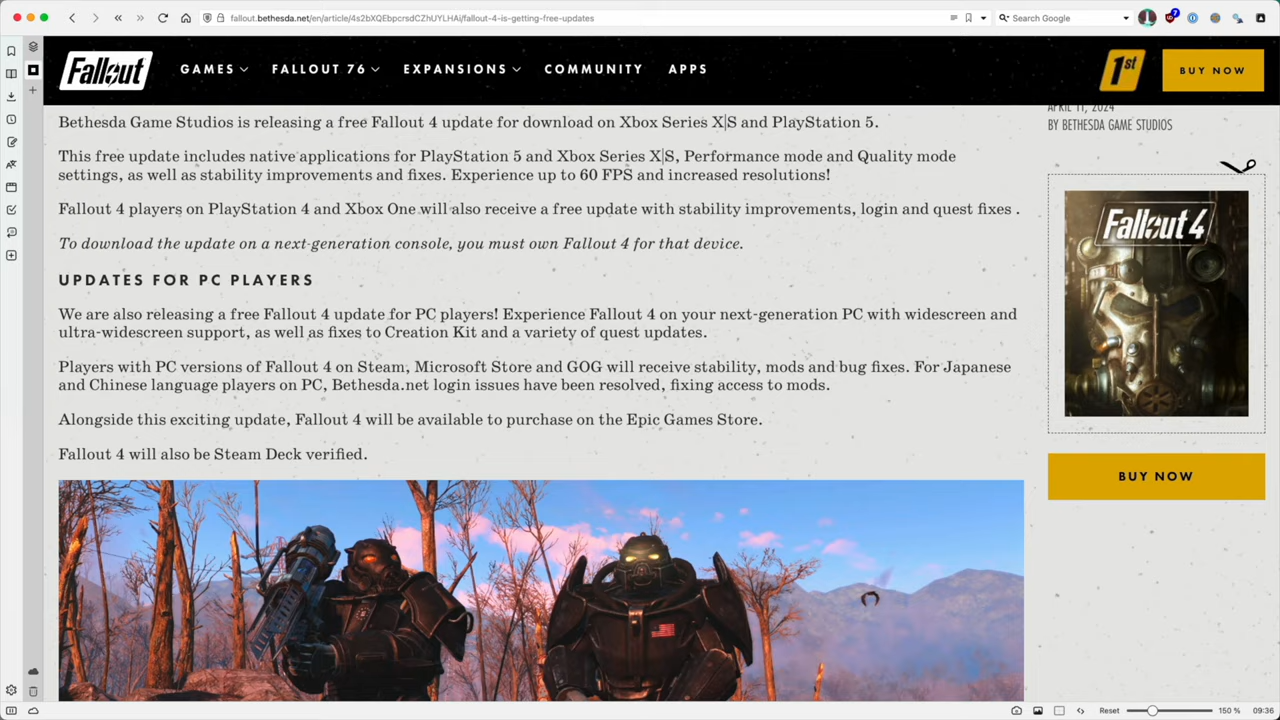 fallout.bethesda.net/en/article/4s2bXQEbpcrsdCZhUYLHAi/fallout-4-is-getting-free-updates
Search Google
7
Fallout
GAMES
FALLOUT 76
EXPANSIONS
COMMUNITY
APPS
1st
BUY NOW
APRIL 11, 2024
BY BETHESDA GAME STUDIOS
Bethesda Game Studios is releasing a free Fallout 4 update for download on Xbox Series X|S and PlayStation 5.
This free update includes native applications for PlayStation 5 and Xbox Series X|S, Performance mode and Quality mode
settings, as well as stability improvements and fixes. Experience up to 60 FPS and increased resolutions!
Fallout 4 players on PlayStation 4 and Xbox One will also receive a free update with stability improvements, login and quest fixes .
To download the update on a next-generation console, you must own Fallout 4 for that device.
UPDATES FOR PC PLAYERS
We are also releasing a free Fallout 4 update for PC players! Experience Fallout 4 on your next-generation PC with widescreen and
ultra-widescreen support, as well as fixes to Creation Kit and a variety of quest updates.
Players with PC versions of Fallout 4 on Steam, Microsoft Store and GOG will receive stability, mods and bug fixes. For Japanese
and Chinese language players on PC, Bethesda.net login issues have been resolved, fixing access to mods.
Alongside this exciting update, Fallout 4 will be available to purchase on the Epic Games Store.
Fallout 4 will also be Steam Deck verified.
Fallout 4
BUY NOW
Reset
150 %
09:36